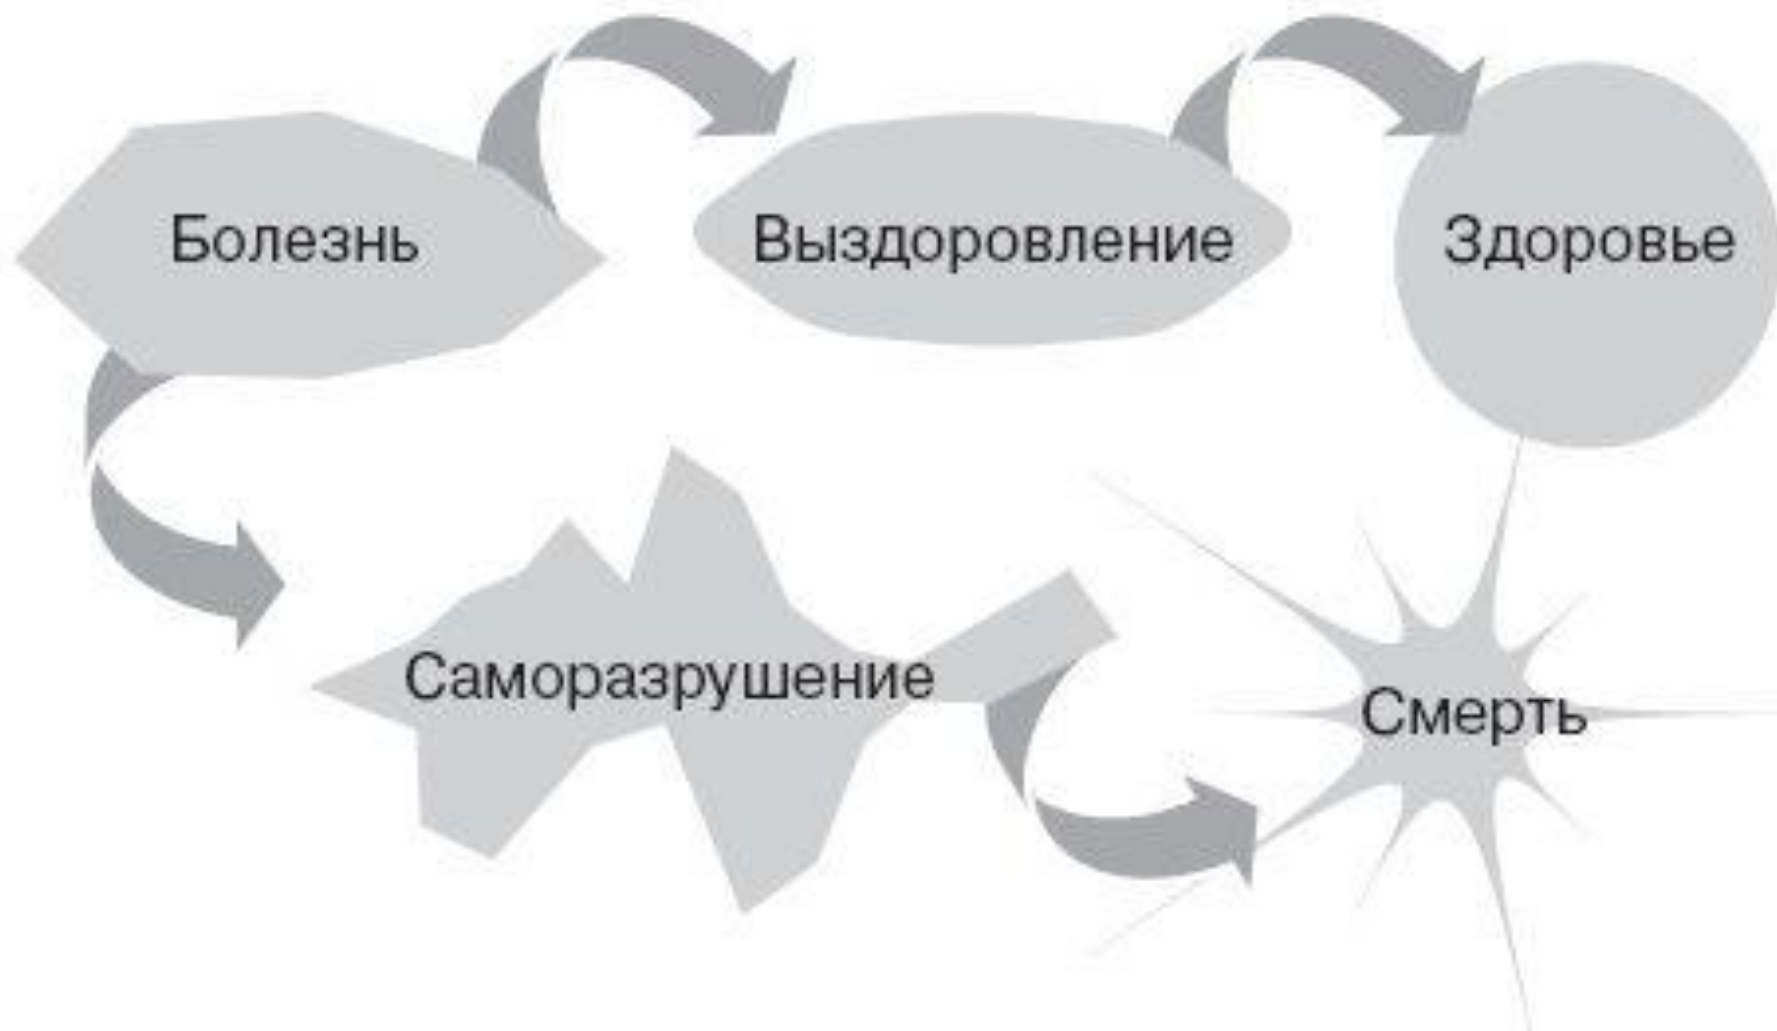 Болезнь
Выздоровление
Здоровье
Саморазрушение
Смерть